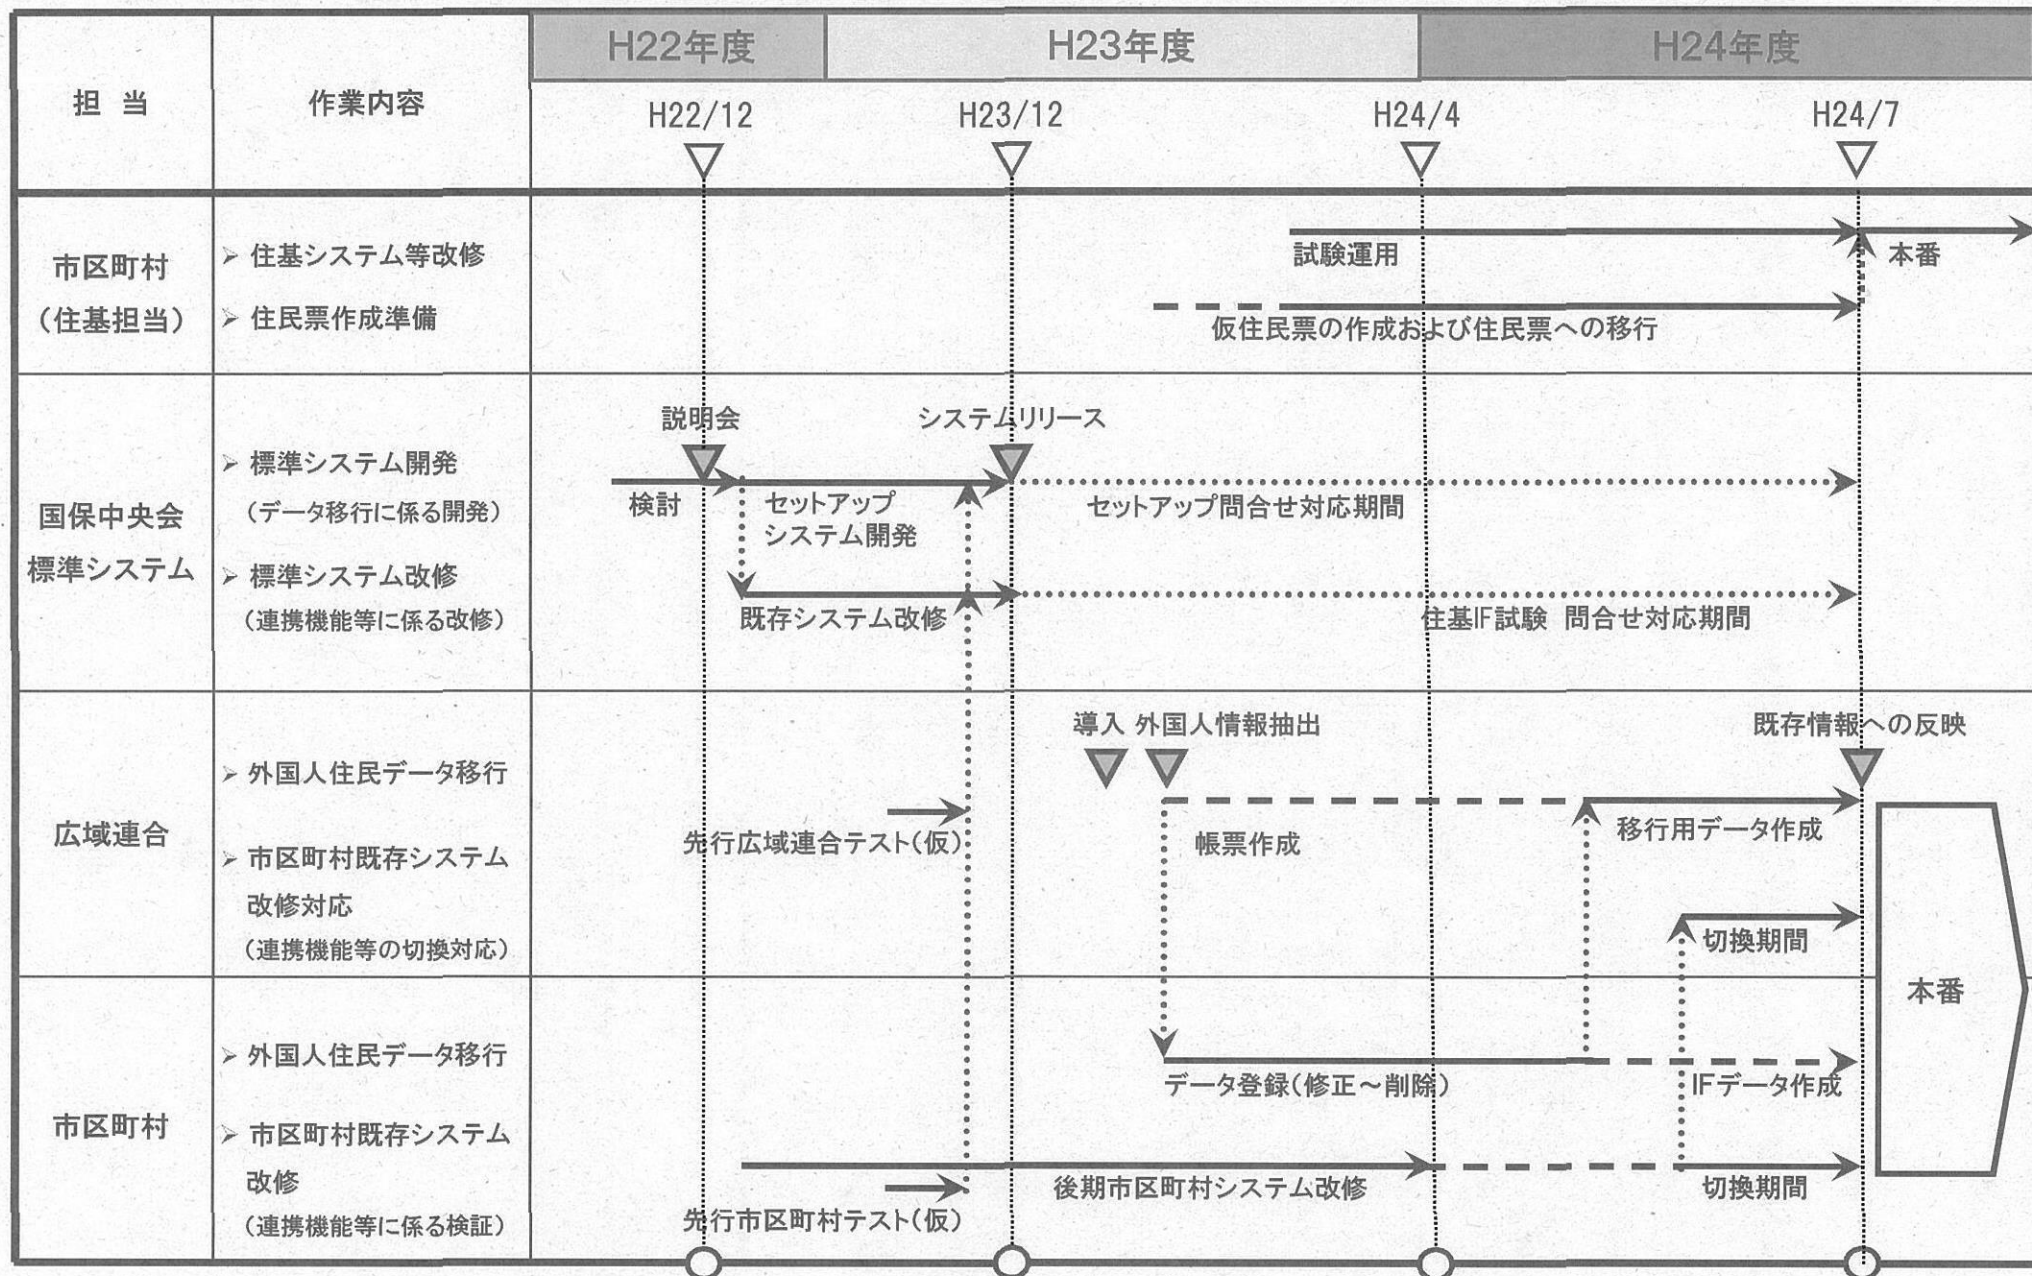 担 当
作業内容
H22年度
H23年度
H24年度
H22/12
H23/12
H24/4
H24/7
市区町村
（住基担当）
➢ 住基システム等改修
➢ 住民票作成準備
試験運用
本番
仮住民票の作成および住民票への移行
国保中央会
標準システム
➢ 標準システム開発
（データ移行に係る開発）
➢ 標準システム改修
（連携機能等に係る改修）
説明会
システムリリース
検討
セットアップ
システム開発
セットアップ問合せ対応期間
既存システム改修
住基IF試験 問合せ対応期間
広域連合
➢ 外国人住民データ移行
➢ 市区町村既存システム
改修対応
（連携機能等の切換対応）
導入 外国人情報抽出
既存情報への反映
先行広域連合テスト（仮）
帳票作成
移行用データ作成
切換期間
本番
市区町村
➢ 外国人住民データ移行
➢ 市区町村既存システム
改修
（連携機能等に係る検証）
データ登録（修正～削除）
IFデータ作成
後期市区町村システム改修
切換期間
先行市区町村テスト（仮）